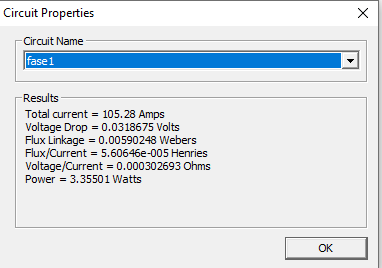 Circuit Properties
Circuit Name
fase1
Results
Total current = 105.28 Amps
Voltage Drop = 0.0318675 Volts
Flux Linkage = 0.00590248 Webers
Flux/Current = 5.60646e-005 Henries
Voltage/Current = 0.000302693 Ohms
Power = 3.35501 Watts
OK